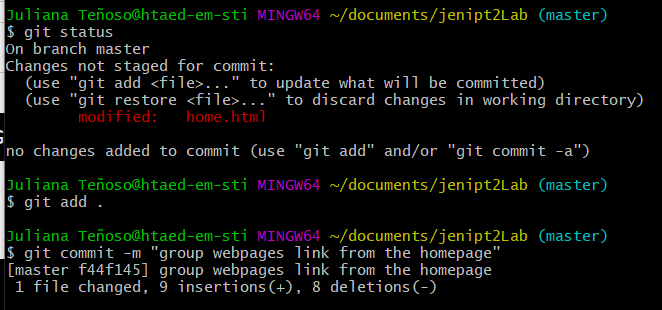 Juliana Teñoso@htaed-em-sti MINGW64 ~/documents/jenipt2Lab (master)
$ git status
On branch master
Changes not staged for commit:
  (use "git add <file>..." to update what will be committed)
  (use "git restore <file>..." to discard changes in working directory)
        modified:   home.html

no changes added to commit (use "git add" and/or "git commit -a")

Juliana Teñoso@htaed-em-sti MINGW64 ~/documents/jenipt2Lab (master)
$ git add .

Juliana Teñoso@htaed-em-sti MINGW64 ~/documents/jenipt2Lab (master)
$ git commit -m "group webpages link from the homepage"
[master f44f145] group webpages link from the homepage
 1 file changed, 9 insertions(+), 8 deletions(-)